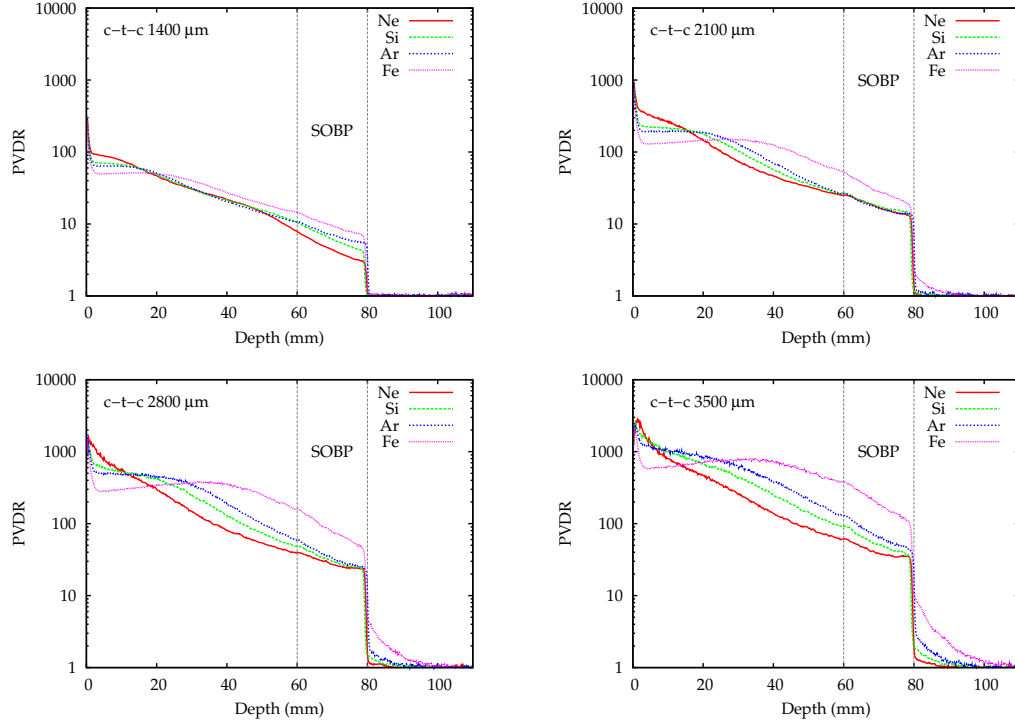 c−t−c 1400 μm
Ne
Si
Ar
Fe
SOBP
PVDR
10000
1000
100
10
1
0 20 40 60 80 100
Depth (mm)
c−t−c 2100 μm
Ne
Si
Ar
Fe
SOBP
PVDR
10000
1000
100
10
1
0 20 40 60 80 100
Depth (mm)
c−t−c 2800 μm
Ne
Si
Ar
Fe
SOBP
PVDR
10000
1000
100
10
1
0 20 40 60 80 100
Depth (mm)
c−t−c 3500 μm
Ne
Si
Ar
Fe
SOBP
PVDR
10000
1000
100
10
1
0 20 40 60 80 100
Depth (mm)